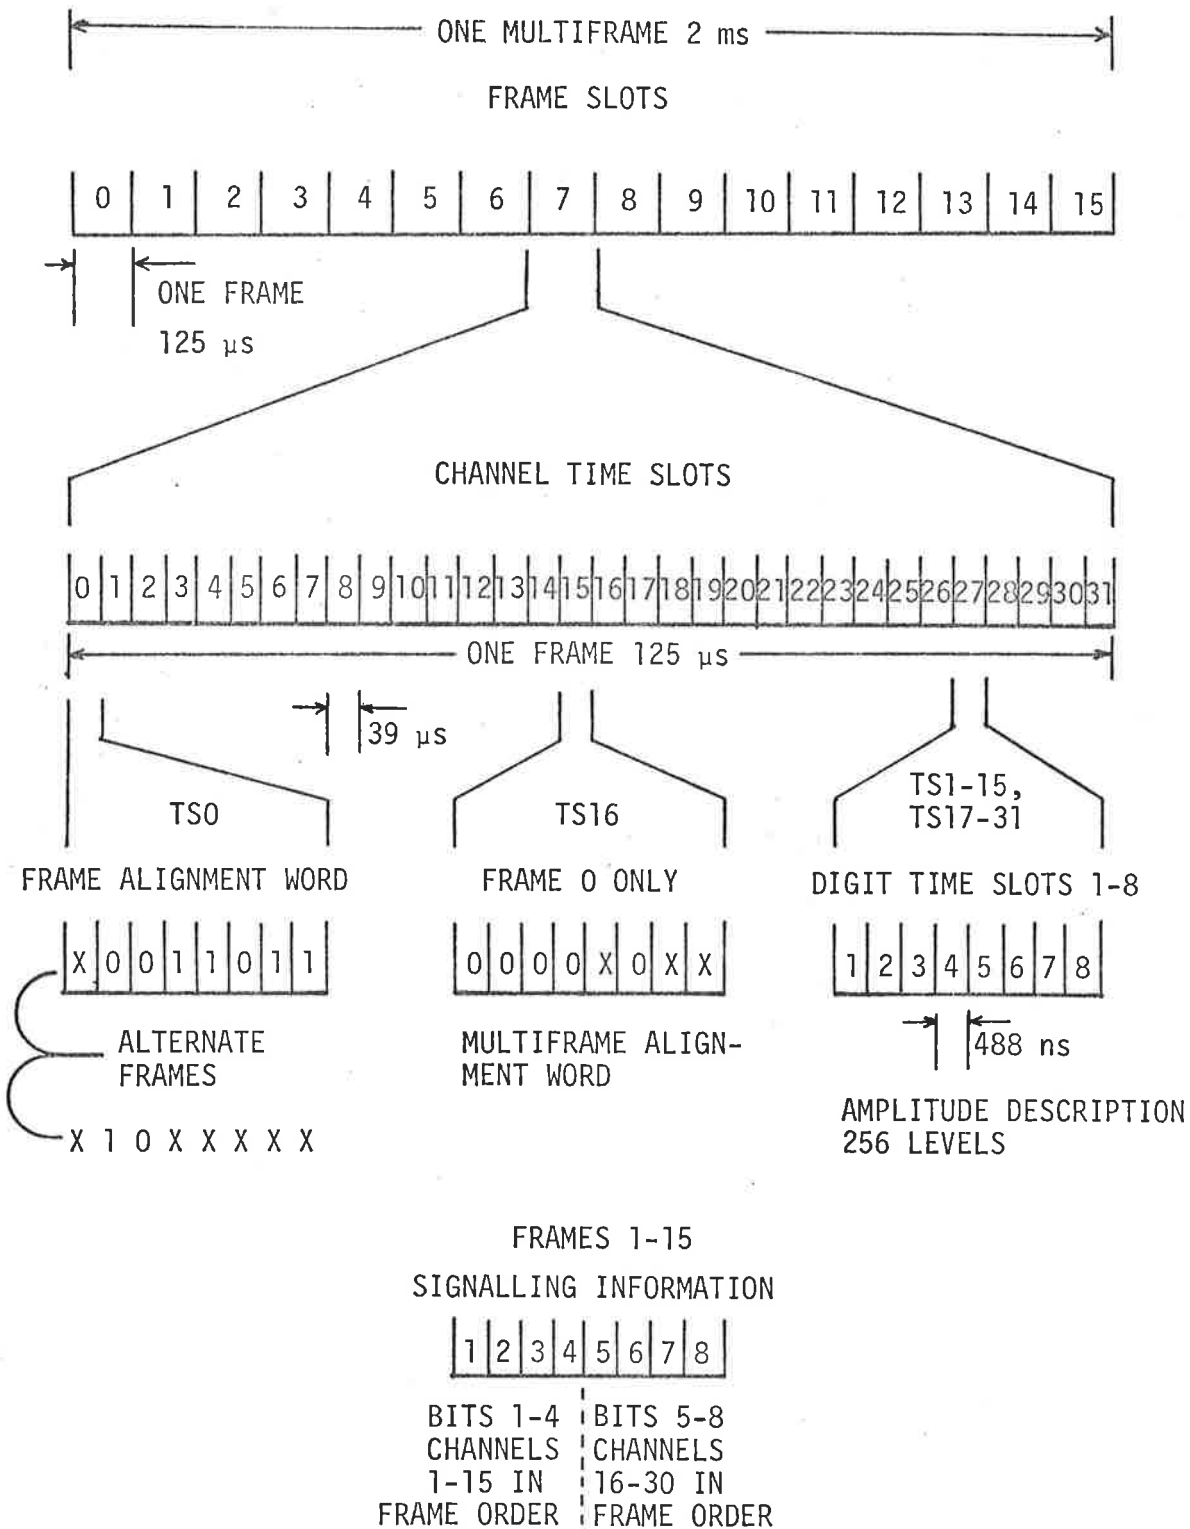 ONE MULTIFRAME 2 ms
FRAME SLOTS
0 1 2 3 4 5 6 7 8 9 10 11 12 13 14 15
ONE FRAME
125 µs
CHANNEL TIME SLOTS
0 1 2 3 4 5 6 7 8 9 10 11 12 13 14 15 16 17 18 19 20 21 22 23 24 25 26 27 28 29 30 31
ONE FRAME 125 µs
39 µs
TS0
FRAME ALIGNMENT WORD
X 0 0 1 1 0 1 1
ALTERNATE
FRAMES
X 1 0 X X X X X
TS16
FRAME 0 ONLY
0 0 0 0 X 0 X X
MULTIFRAME ALIGN-
MENT WORD
TS1-15,
TS17-31
DIGIT TIME SLOTS 1-8
1 2 3 4 5 6 7 8
488 ns
AMPLITUDE DESCRIPTION
256 LEVELS
FRAMES 1-15
SIGNALLING INFORMATION
1 2 3 4 5 6 7 8
BITS 1-4
CHANNELS
1-15 IN
FRAME ORDER
BITS 5-8
CHANNELS
16-30 IN
FRAME ORDER